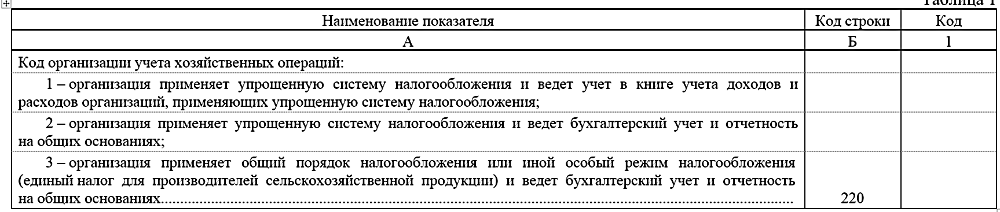 Таблица 1
Наименование показателя Код строки Код
А Б 1
Код организации учета хозяйственных операций:
1 – организация применяет упрощенную систему налогообложения и ведет учет в книге учета доходов и
расходов организаций, применяющих упрощенную систему налогообложения;
2 – организация применяет упрощенную систему налогообложения и ведет бухгалтерский учет и отчетность
на общих основаниях;
3 – организация применяет общий порядок налогообложения или иной особый режим налогообложения
(единый налог для производителей сельскохозяйственной продукции) и ведет бухгалтерский учет и отчетность
на общих основаниях.......................................................................................................................................... 220